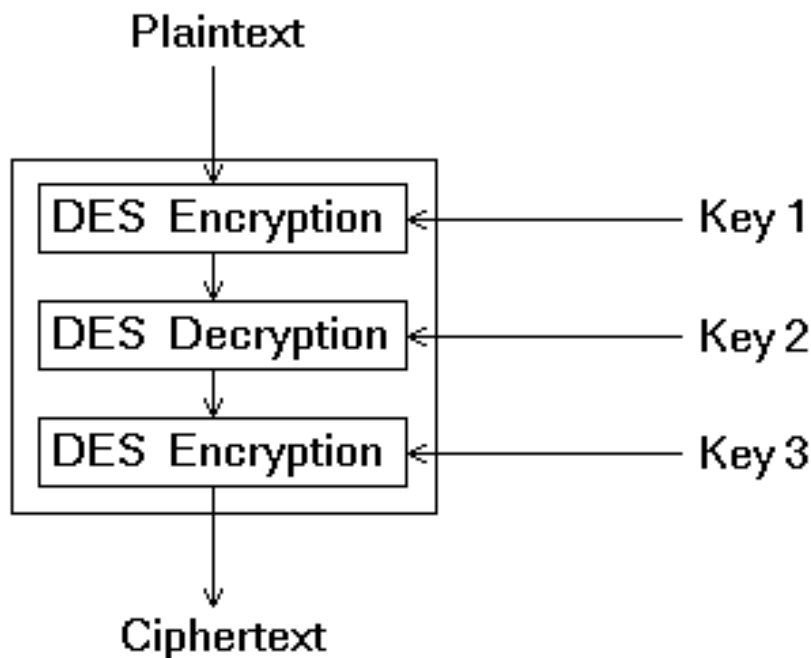 Plaintext
DES Encryption
Key 1
DES Decryption
Key 2
DES Encryption
Key 3
Ciphertext